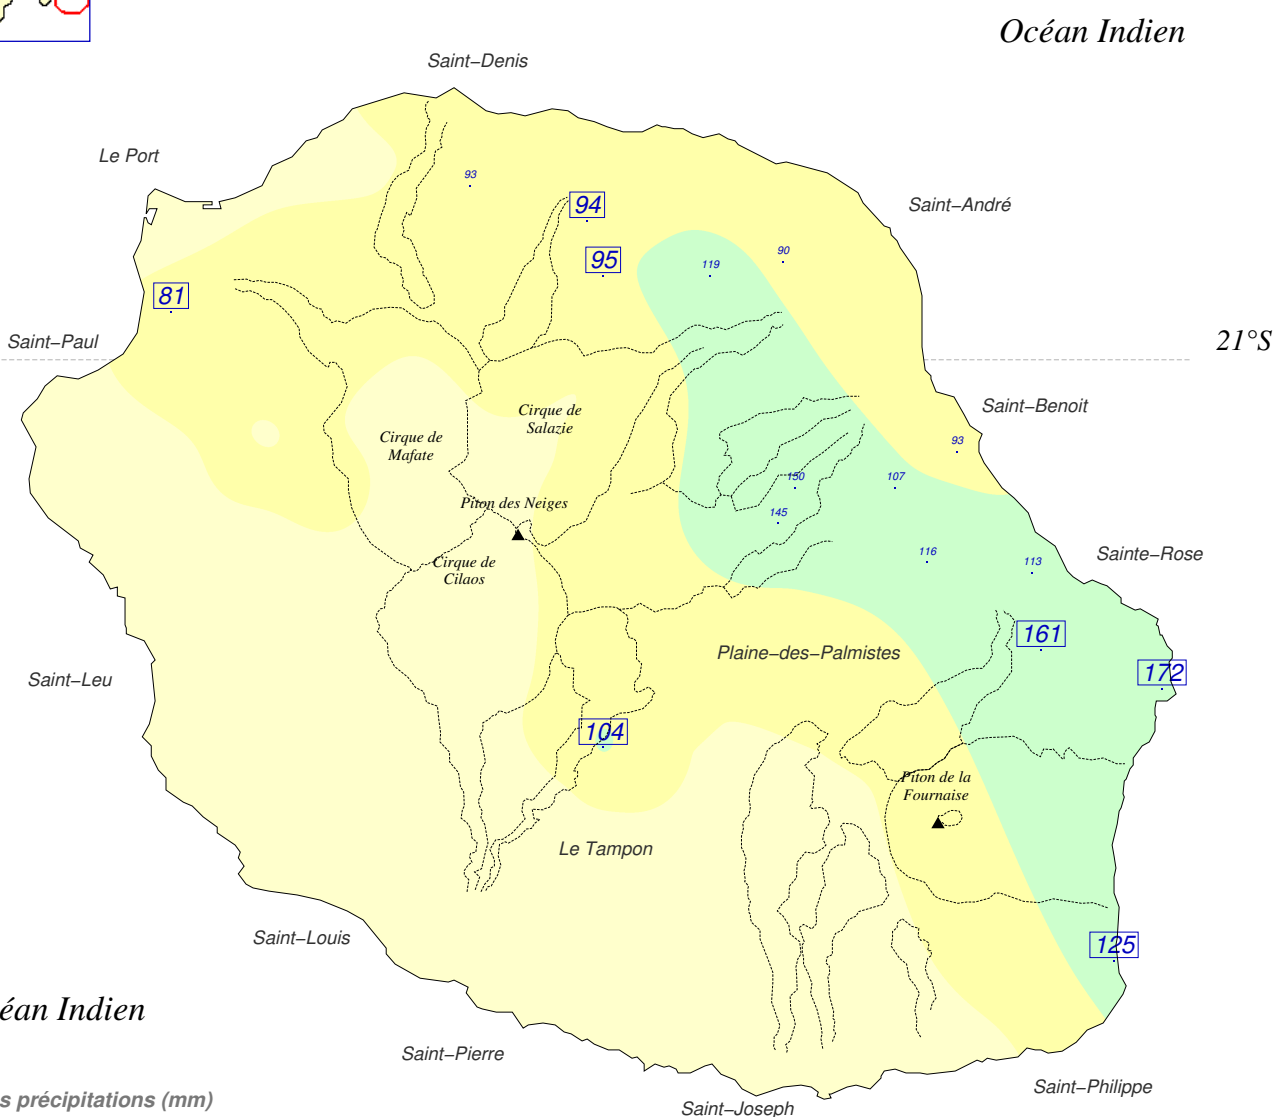 Océan Indien
Saint–Denis
Le Port
93
94
Saint–André
95
119
90
81
Saint–Paul
21°S
Saint–Benoit
Cirque de
Salazie
Cirque de
Mafate
93
150
107
Piton des Neiges
145
116
113
Sainte–Rose
Cirque de
Cilaos
161
Plaine–des–Palmistes
172
Saint–Leu
104
Piton de la
Fournaise
Le Tampon
Saint–Louis
125
éan Indien
Saint–Pierre
Saint–Philippe
s précipitations (mm)
Saint–Joseph